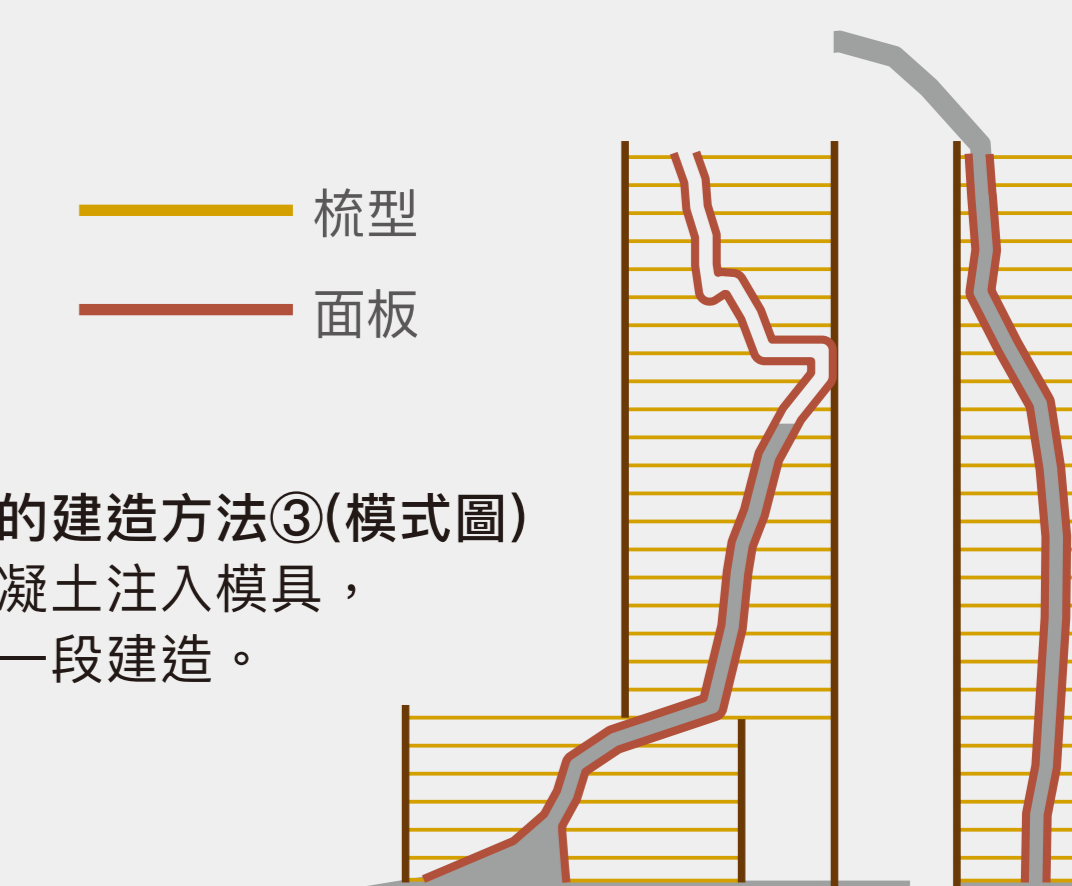 梳型
面板
的建造方法③(模式圖)
凝土注入模具，
一段建造。